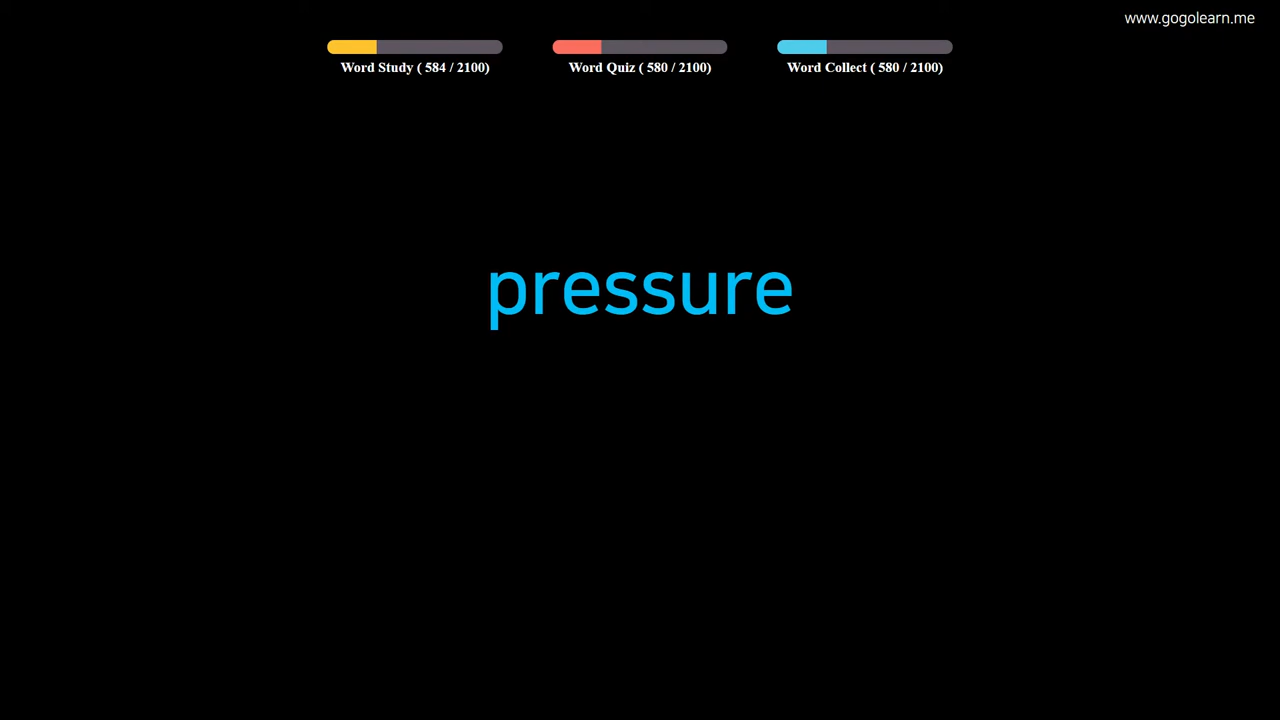 www.gogolearn.me
Word Study ( 584 / 2100)
Word Quiz ( 580 / 2100)
Word Collect ( 580 / 2100)
pressure